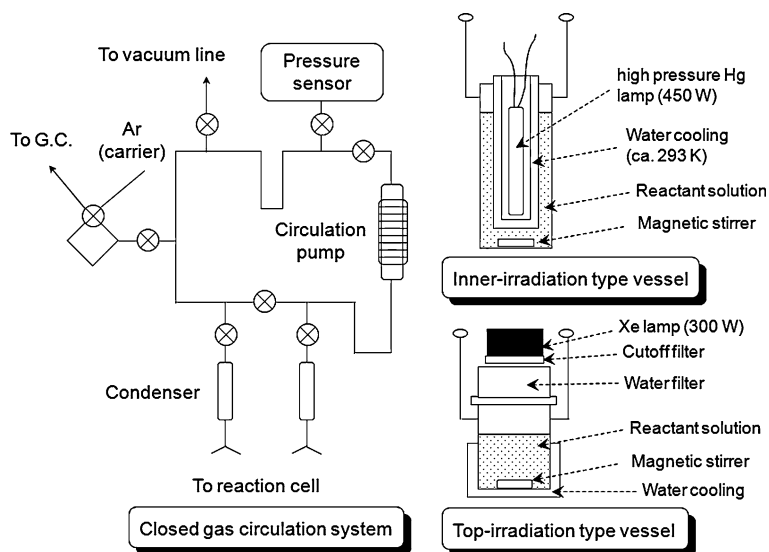 To vacuum line
Pressure
sensor
To G.C.
Ar
(carrier)
Circulation
pump
Condenser
To reaction cell
Closed gas circulation system
high pressure Hg
lamp (450 W)
Water cooling
(ca. 293 K)
Reactant solution
Magnetic stirrer
Inner-irradiation type vessel
Xe lamp (300 W)
Cutoff filter
Water filter
Reactant solution
Magnetic stirrer
Water cooling
Top-irradiation type vessel